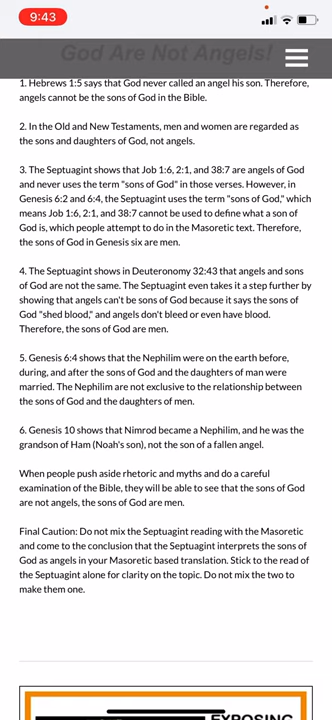 9:43
God Are Not Angels!
1. Hebrews 1:5 says that God never called an angel his son. Therefore,
angels cannot be the sons of God in the Bible.
2. In the Old and New Testaments, men and women are regarded as
the sons and daughters of God, not angels.
3. The Septuagint shows that Job 1:6, 2:1, and 38:7 are angels of God
and never uses the term "sons of God" in those verses. However, in
Genesis 6:2 and 6:4, the Septuagint uses the term "sons of God," which
means Job 1:6, 2:1, and 38:7 cannot be used to define what a son of
God is, which people attempt to do in the Masoretic text. Therefore,
the sons of God in Genesis six are men.
4. The Septuagint shows in Deuteronomy 32:43 that angels and sons
of God are not the same. The Septuagint even takes it a step further by
showing that angels can't be sons of God because it says the sons of
God "shed blood," and angels don't bleed or even have blood.
Therefore, the sons of God are men.
5. Genesis 6:4 shows that the Nephilim were on the earth before,
during, and after the sons of God and the daughters of man were
married. The Nephilim are not exclusive to the relationship between
the sons of God and the daughters of men.
6. Genesis 10 shows that Nimrod became a Nephilim, and he was the
grandson of Ham (Noah's son), not the son of a fallen angel.
When people push aside rhetoric and myths and do a careful
examination of the Bible, they will be able to see that the sons of God
are not angels, the sons of God are men.
Final Caution: Do not mix the Septuagint reading with the Masoretic
and come to the conclusion that the Septuagint interprets the sons of
God as angels in your Masoretic based translation. Stick to the read of
the Septuagint alone for clarity on the topic. Do not mix the two to
make them one.
EXPOSING